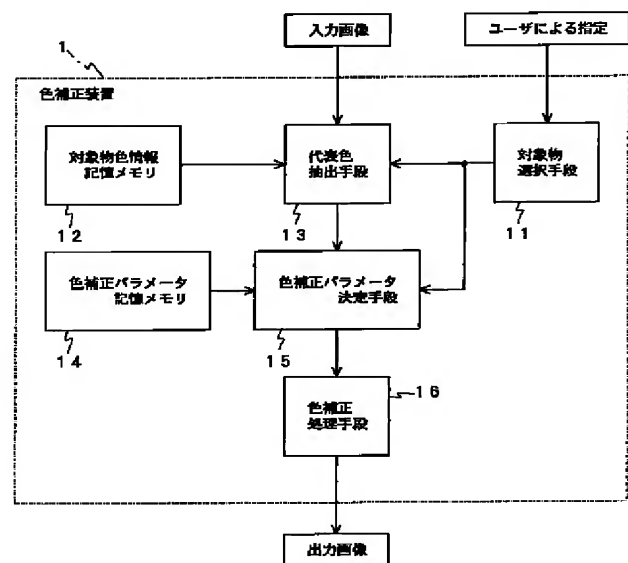 入力画像
ユーザによる指定
1
色補正装置
対象物色情報
記憶メモリ
代表色
抽出手段
対象物
選択手段
12
13
11
色補正パラメータ
記憶メモリ
色補正パラメータ
決定手段
14
15
色補正
処理手段
16
出力画像